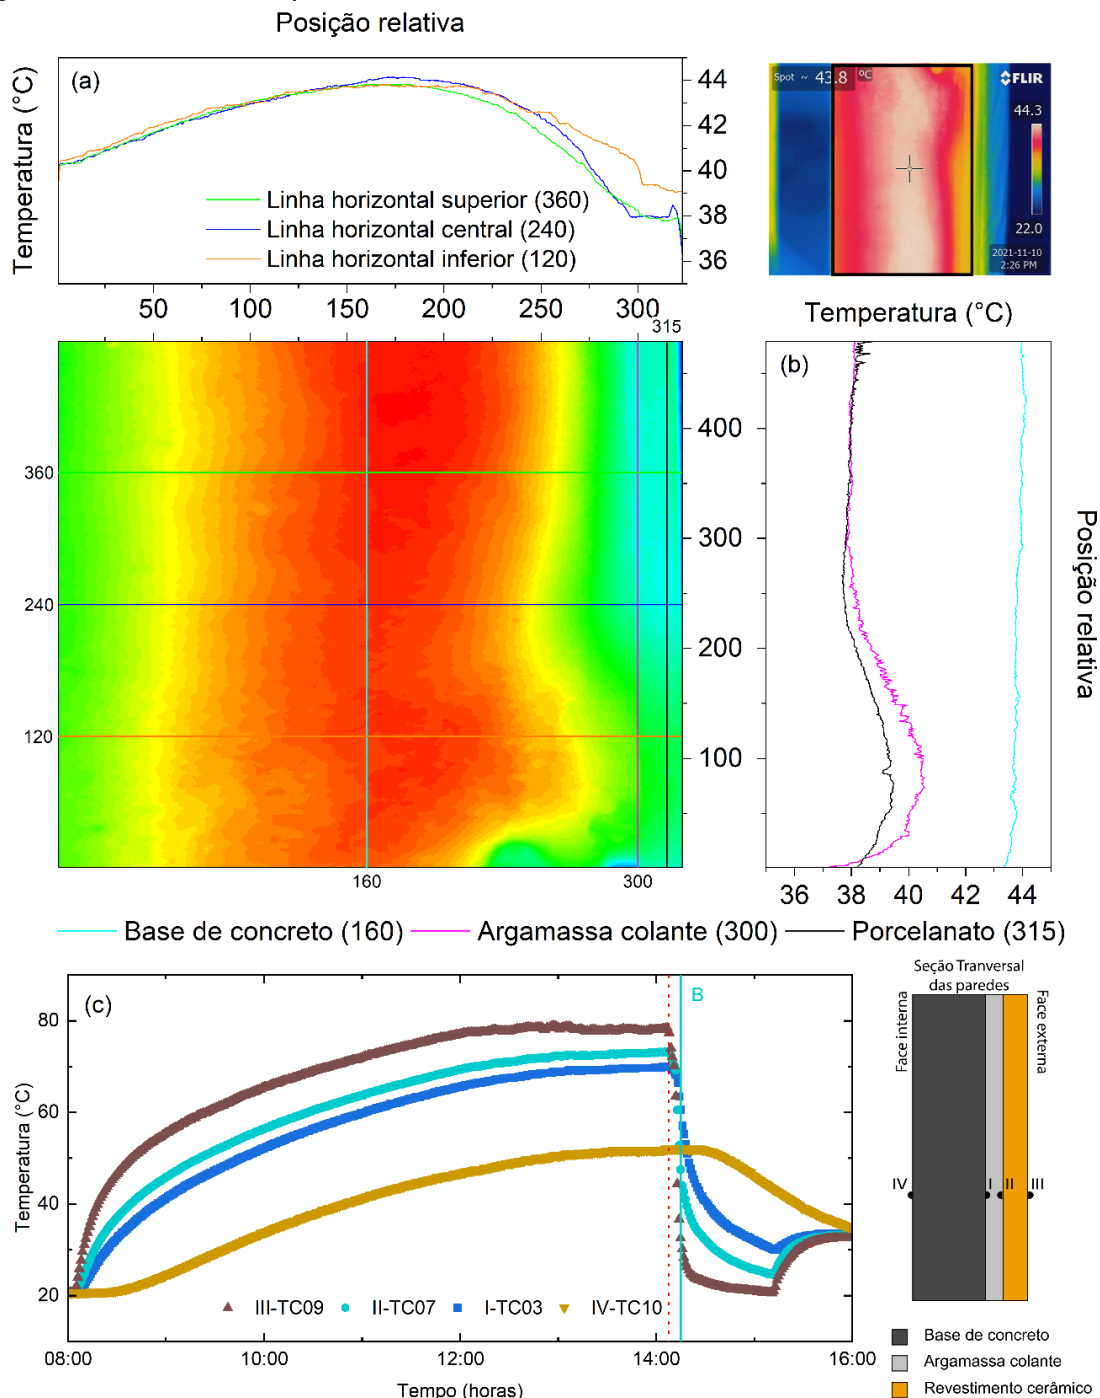 Posição relativa
Temperatura (°C)
(a)
44
42
40
38
36
Linha horizontal superior (360)
Linha horizontal central (240)
Linha horizontal inferior (120)
50 100 150 200 250 300
315
Spot ~ 43.8 ºC
FLIR
44.3
22.0
2021-11-10
2:26 PM
Temperatura (°C)
(b)
360
240
120
400
300
200
100
160
300
36 38 40 42 44
Posição relativa
Base de concreto (160)
Argamassa colante (300)
Porcelanato (315)
(c)
B
Temperatura (°C)
80
60
40
20
III-TC09
II-TC07
I-TC03
IV-TC10
08:00 10:00 12:00 14:00 16:00
Tempo (horas)
Seção Tranversal
das paredes
Face interna
Face externa
IV
I
II
III
Base de concreto
Argamassa colante
Revestimento cerâmico